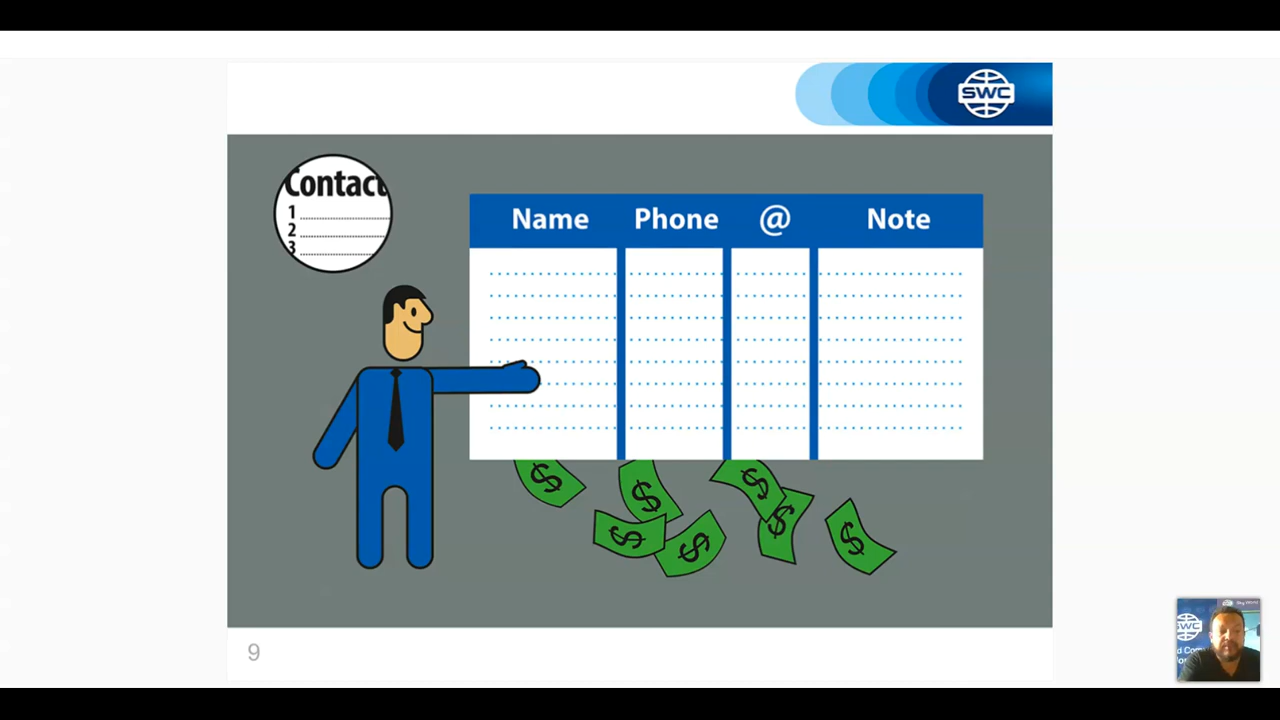 SWC
Contact
1
2
3
Name Phone @ Note
$ $ $ $ $ $ $
9
SWC